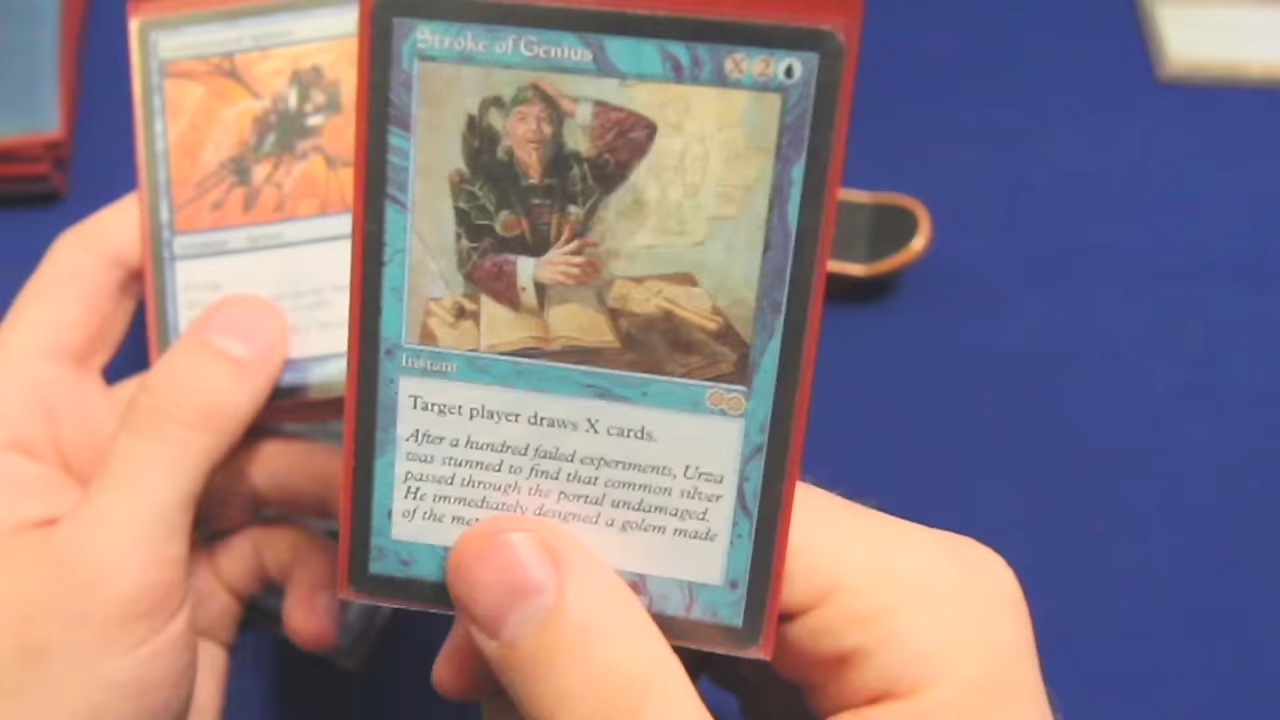 Stroke of Genius
X 2
Instant
Target player draws X cards.
After a hundred failed experiments, Urza
was stunned to find that common silver
passed through the portal undamaged.
He immediately designed a golem made
of the